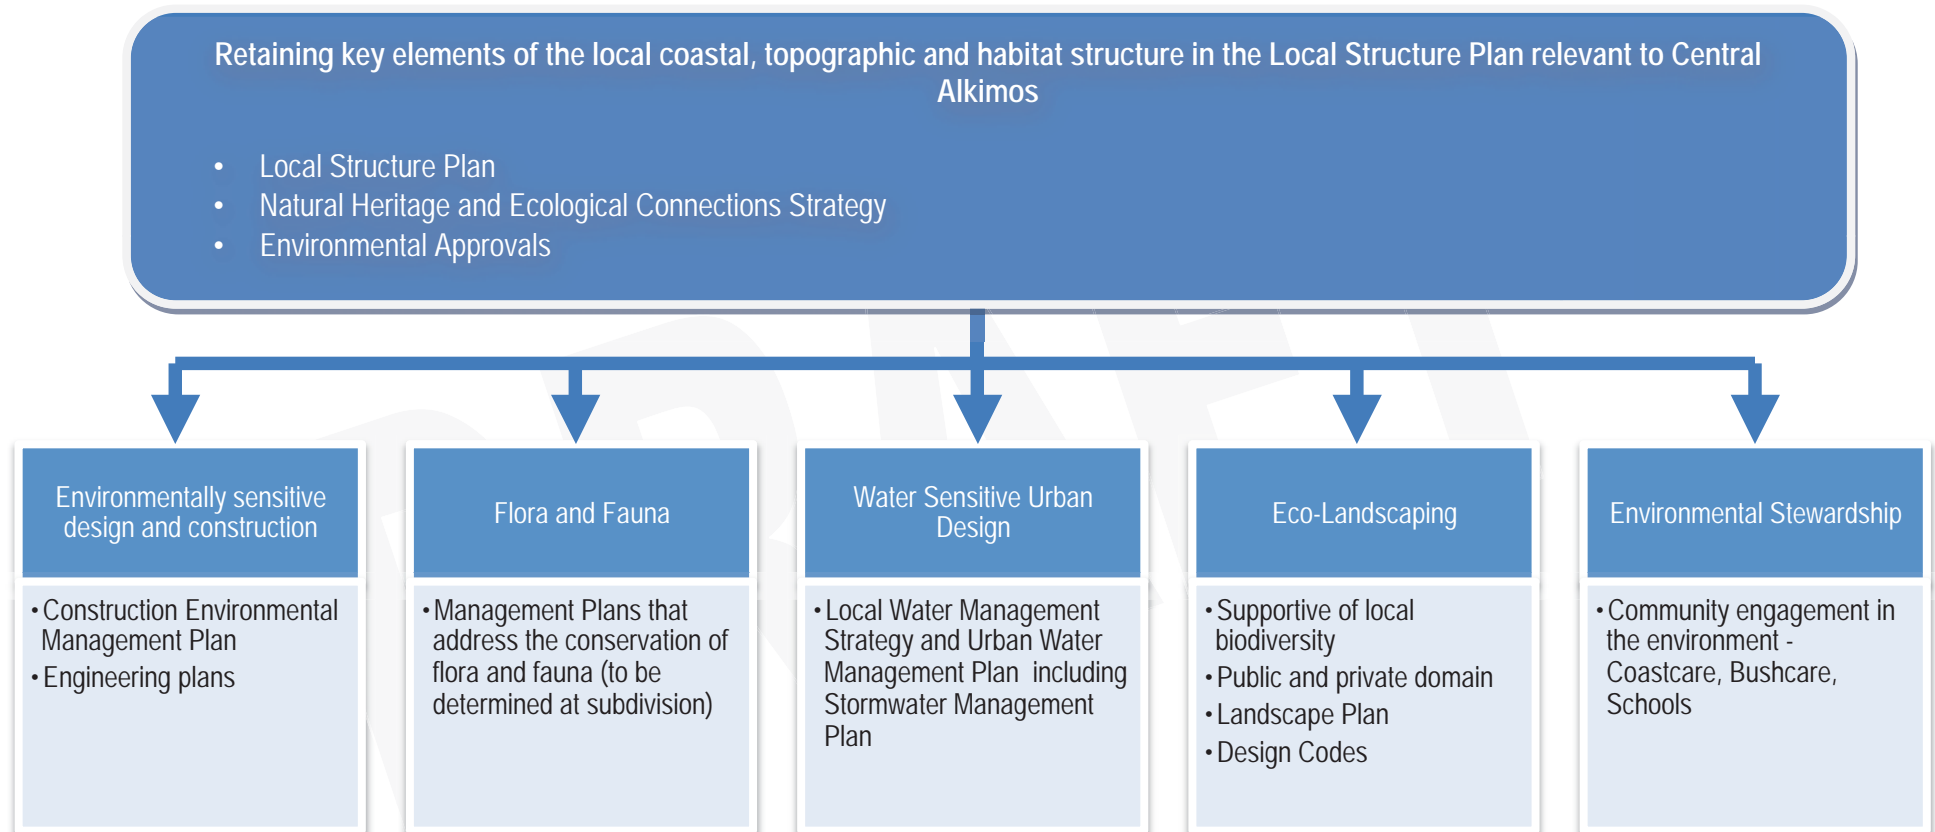 Retaining key elements of the local coastal, topographic and habitat structure in the Local Structure Plan relevant to Central
Alkimos
• Local Structure Plan
• Natural Heritage and Ecological Connections Strategy
• Environmental Approvals
DRAFT
Environmentally sensitive
design and construction
• Construction Environmental
Management Plan
• Engineering plans
Flora and Fauna
• Management Plans that
address the conservation of
flora and fauna (to be
determined at subdivision)
Water Sensitive Urban
Design
• Local Water Management
Strategy and Urban Water
Management Plan including
Stormwater Management
Plan
Eco-Landscaping
• Supportive of local
biodiversity
• Public and private domain
• Landscape Plan
• Design Codes
Environmental Stewardship
• Community engagement in
the environment -
Coastcare, Bushcare,
Schools